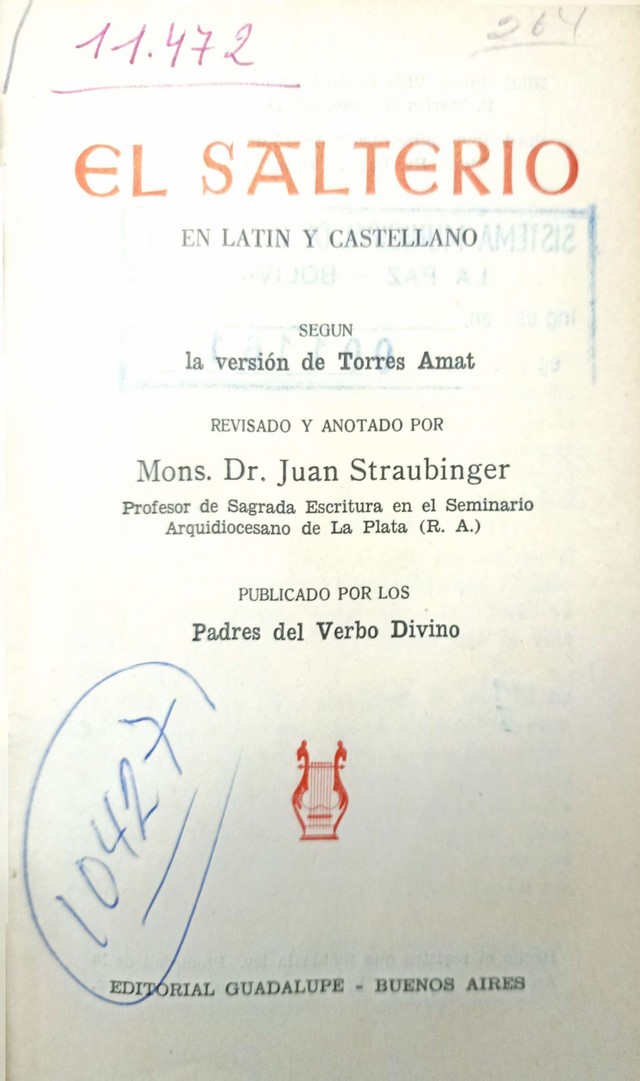 11.472
264
EL SALTERIO
EN LATIN Y CASTELLANO
SEGUN
la versión de Torres Amat
REVISADO Y ANOTADO POR
Mons. Dr. Juan Straubinger
Profesor de Sagrada Escritura en el Seminario
Arquidiocesano de La Plata (R. A.)
PUBLICADO POR LOS
Padres del Verbo Divino
10427
EDITORIAL GUADALUPE - BUENOS AIRES